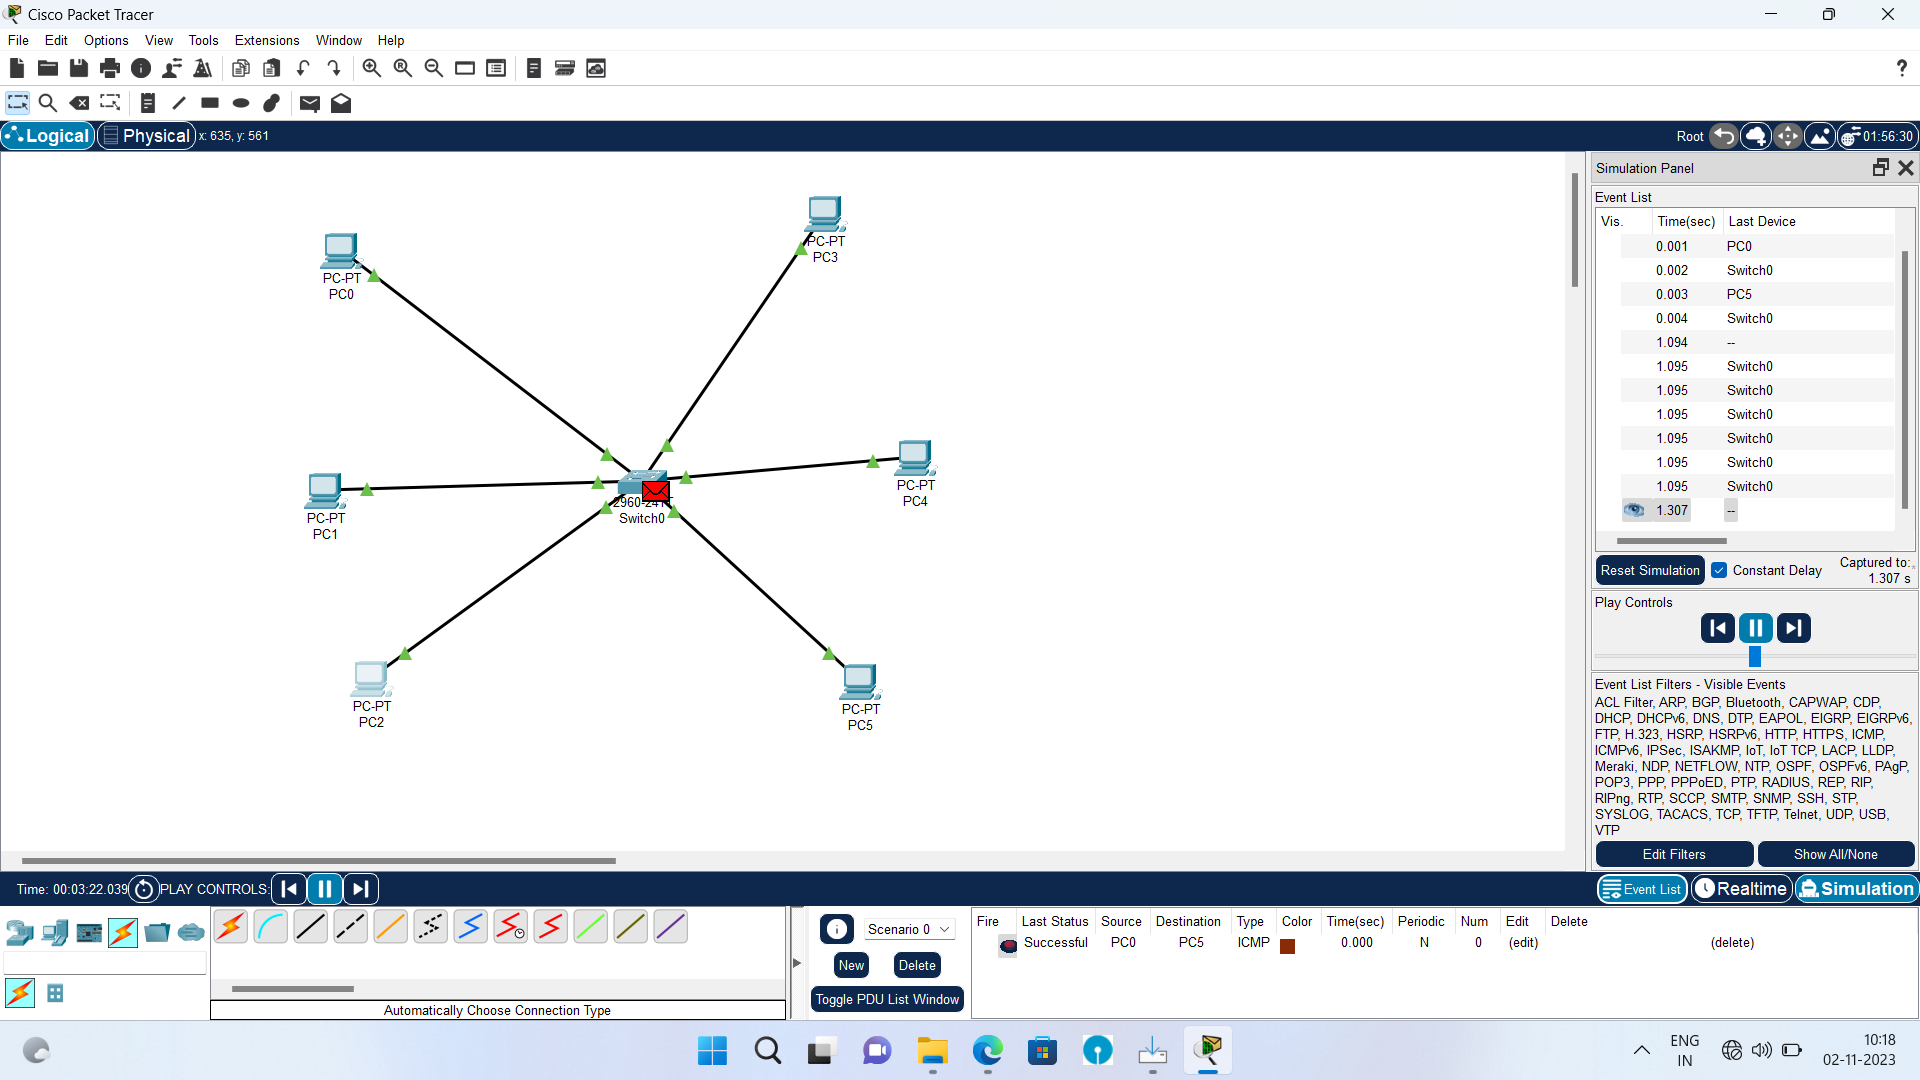 Cisco Packet Tracer
File Edit Options View Tools Extensions Window Help
?
Logical Physical x: 635, y: 561 Root 01:56:30
PC-PT
PC0
PC-PT
PC3
PC-PT
PC1
Switch0
PC-PT
PC4
PC-PT
PC2
PC-PT
PC5
Simulation Panel
Event List
Vis. Time(sec) Last Device
0.001 PC0
0.002 Switch0
0.003 PC5
0.004 Switch0
1.094 --
1.095 Switch0
1.095 Switch0
1.095 Switch0
1.095 Switch0
1.095 Switch0
1.095 Switch0
1.307 --
Reset Simulation Constant Delay Captured to:
1.307 s
Play Controls
Event List Filters - Visible Events
ACL Filter, ARP, BGP, Bluetooth, CAPWAP, CDP,
DHCP, DHCPv6, DNS, DTP, EAPOL, EIGRP, EIGRPv6,
FTP, H.323, HSRP, HSRPv6, HTTP, HTTPS, ICMP,
ICMPv6, IPSec, ISAKMP, IoT, IoT TCP, LACP, LLDP,
Meraki, NDP, NETFLOW, NTP, OSPF, OSPFv6, PAgP,
POP3, PPP, PPPoED, PTP, RADIUS, REP, RIP,
RIPng, RTP, SCCP, SMTP, SNMP, SSH, STP,
SYSLOG, TACACS, TCP, TFTP, Telnet, UDP, USB,
VTP
Edit Filters Show All/None
Time: 00:03:22.039 PLAY CONTROLS: Event List Realtime Simulation
Automatically Choose Connection Type
Scenario 0
New Delete
Toggle PDU List Window
Fire Last Status Source Destination Type Color Time(sec) Periodic Num Edit Delete
Successful PC0 PC5 ICMP 0.000 N 0 (edit) (delete)
ENG
IN
10:18
02-11-2023